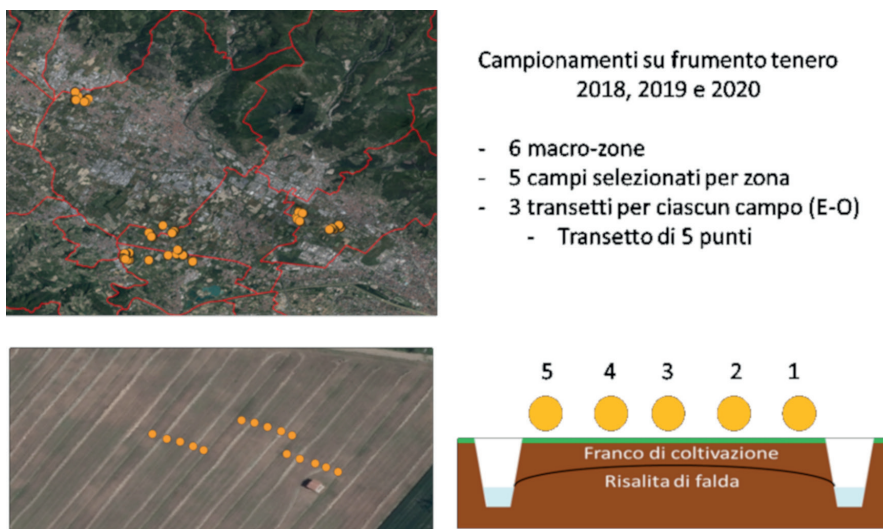 Campionamenti su frumento tenero
2018, 2019 e 2020
- 6 macro-zone
- 5 campi selezionati per zona
- 3 transetti per ciascun campo (E-O)
- Transetto di 5 punti
5 4 3 2 1
Franco di coltivazione
Risalita di falda